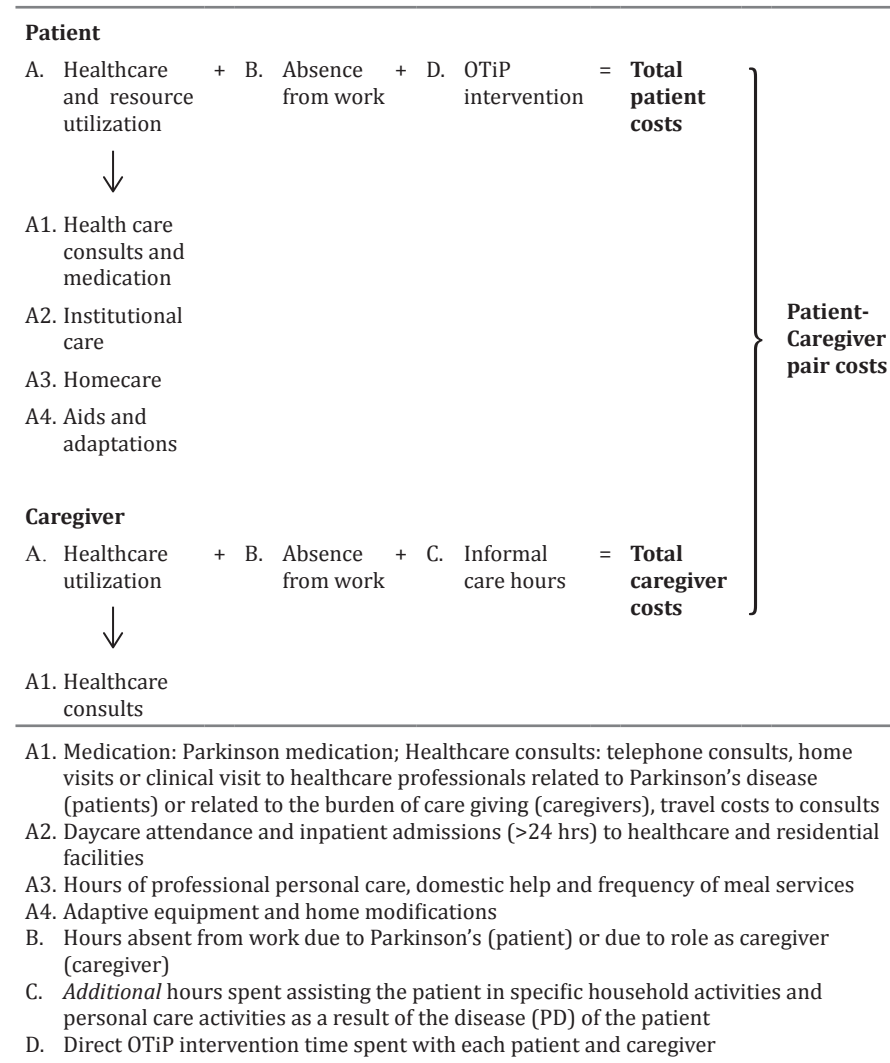 Patient
A. Healthcare + B. Absence + D. OTiP = Total
and resource from work intervention patient
utilization costs
A1. Health care
consults and
medication
A2. Institutional
care
A3. Homecare
A4. Aids and
adaptations
Patient-
Caregiver
pair costs
Caregiver
A. Healthcare + B. Absence + C. Informal = Total
utilization from work care hours caregiver
costs
A1. Healthcare
consults
A1. Medication: Parkinson medication; Healthcare consults: telephone consults, home
visits or clinical visit to healthcare professionals related to Parkinson's disease
(patients) or related to the burden of care giving (caregivers), travel costs to consults
A2. Daycare attendance and inpatient admissions (>24 hrs) to healthcare and residential
facilities
A3. Hours of professional personal care, domestic help and frequency of meal services
A4. Adaptive equipment and home modifications
B. Hours absent from work due to Parkinson's (patient) or due to role as caregiver
(caregiver)
C. Additional hours spent assisting the patient in specific household activities and
personal care activities as a result of the disease (PD) of the patient
D. Direct OTiP intervention time spent with each patient and caregiver